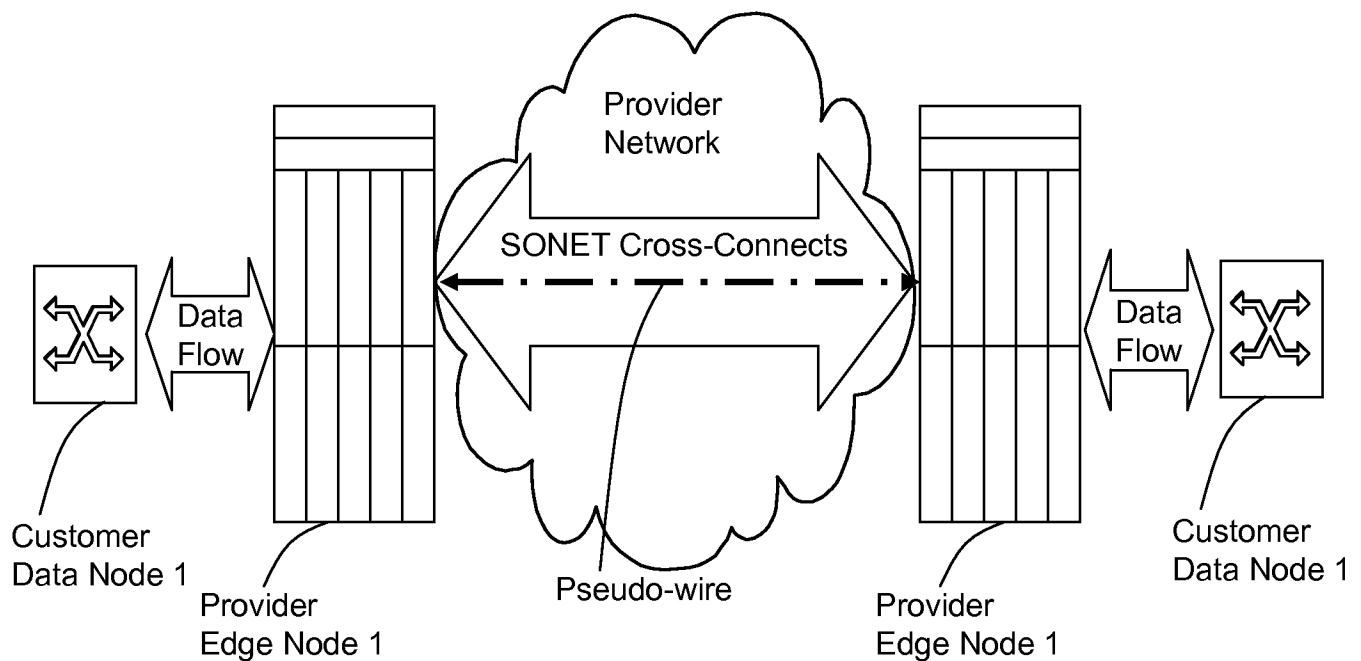 Provider
Network
SONET Cross-Connects
Data
Flow
Data
Flow
Customer
Data Node 1
Provider
Edge Node 1
Pseudo-wire
Provider
Edge Node 1
Customer
Data Node 1